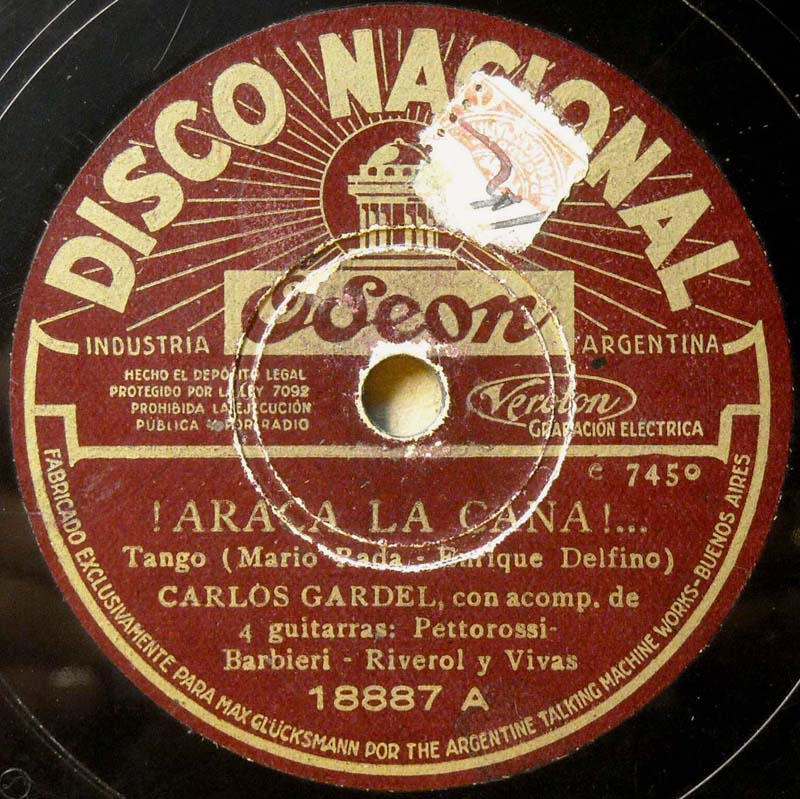 DISCO NACIONAL
Odeon
INDUSTRIA ARGENTINA
HECHO EL DEPÓSITO LEGAL
PROTEGIDO POR LA LEY 7092
PROHIBIDA LA EJECUCIÓN
PÚBLICA POR RADIO
Veroton
GRABACIÓN ELÉCTRICA
e 7450
!ARACA LA CANA!...
Tango (Mario Rada - Enrique Delfino)
CARLOS GARDEL, con acomp. de
4 guitarras: Pettorossi-
Barbieri - Riverol y Vivas
18887 A
FABRICADO EXCLUSIVAMENTE PARA MAX GLÜCKSMANN POR THE ARGENTINE TALKING MACHINE WORKS-BUENOS AIRES